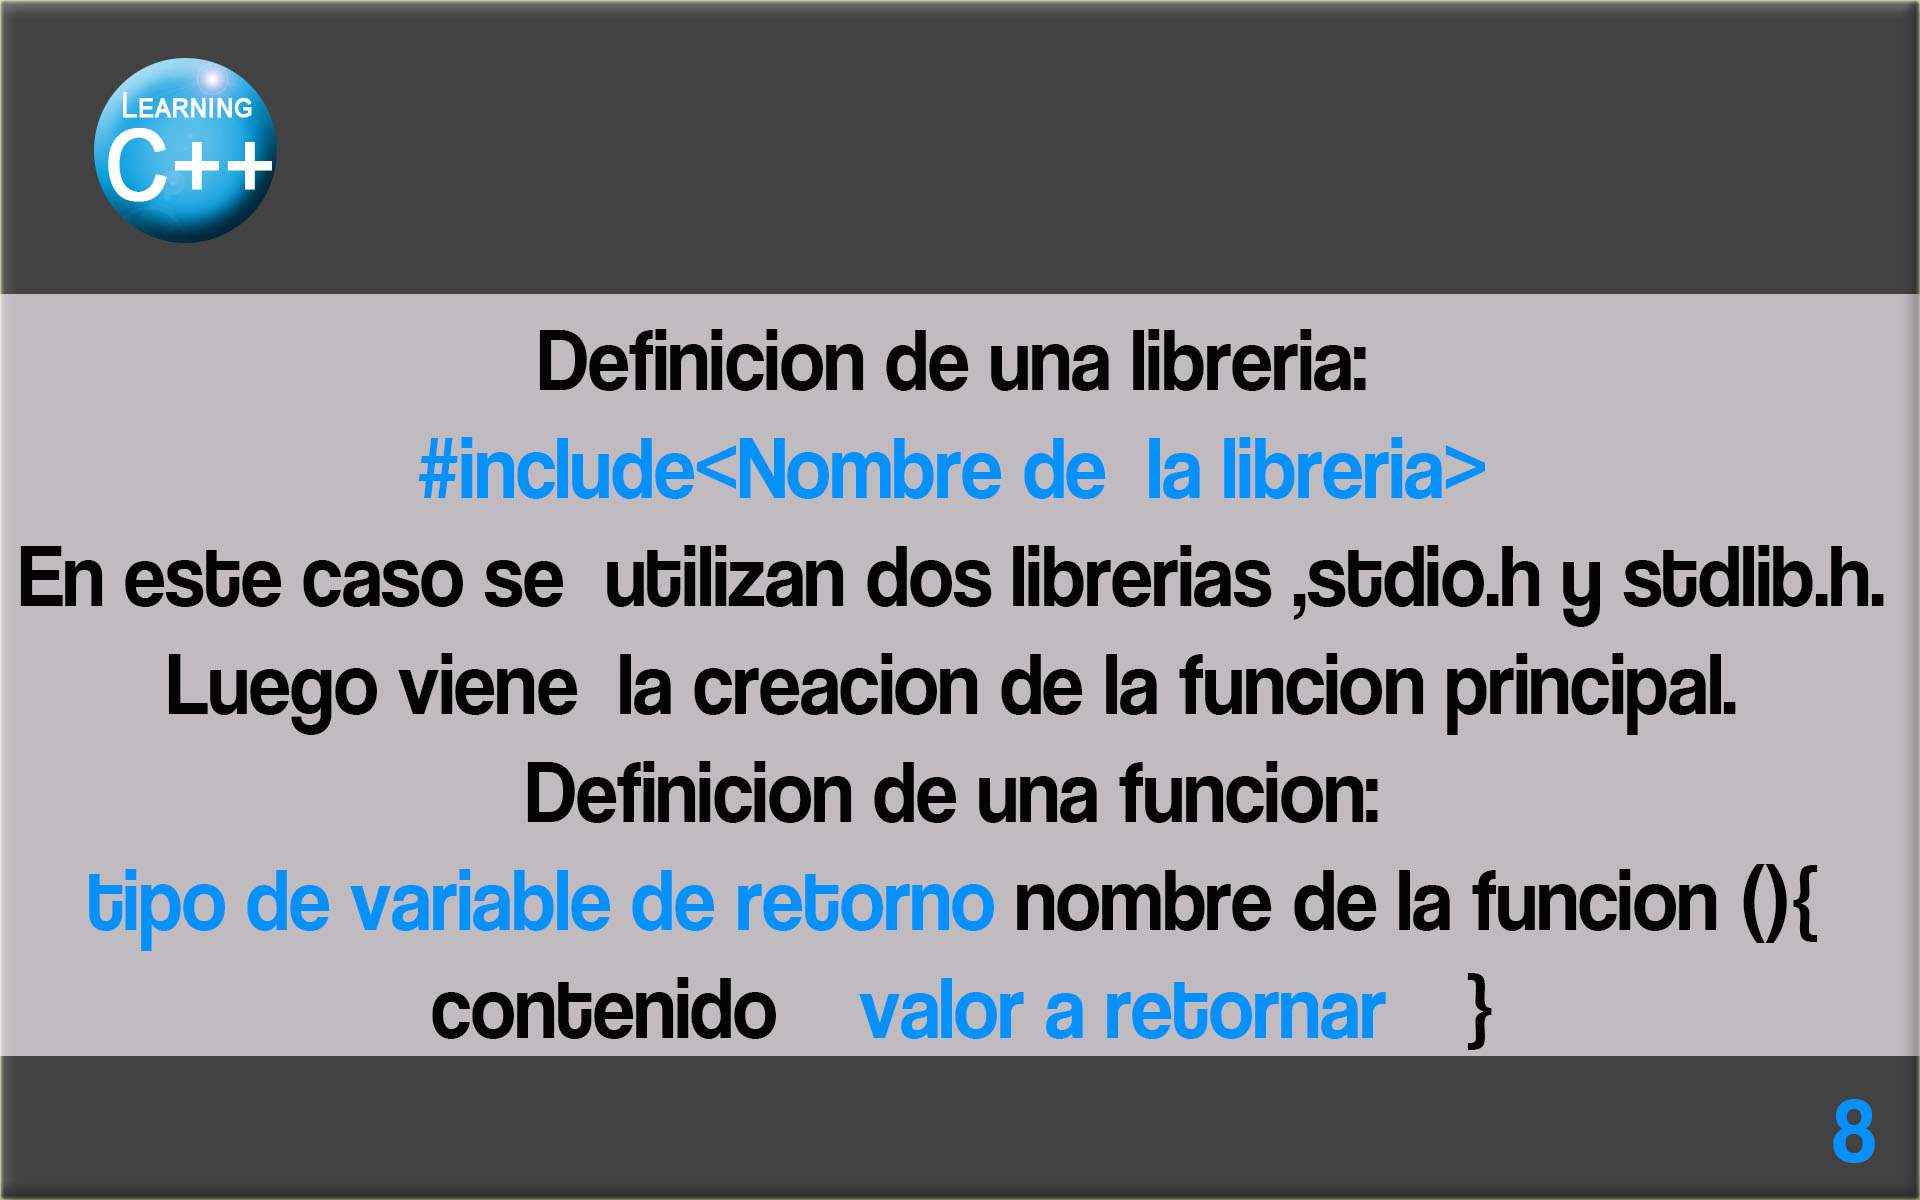 LEARNING
C++
Definicion de una libreria:
#include<Nombre de  la libreria>
En este caso se  utilizan dos librerias ,stdio.h y stdlib.h.
Luego viene  la creacion de la funcion principal.
Definicion de una funcion:
tipo de variable de retorno nombre de la funcion (){
contenido    valor a retornar    }
8